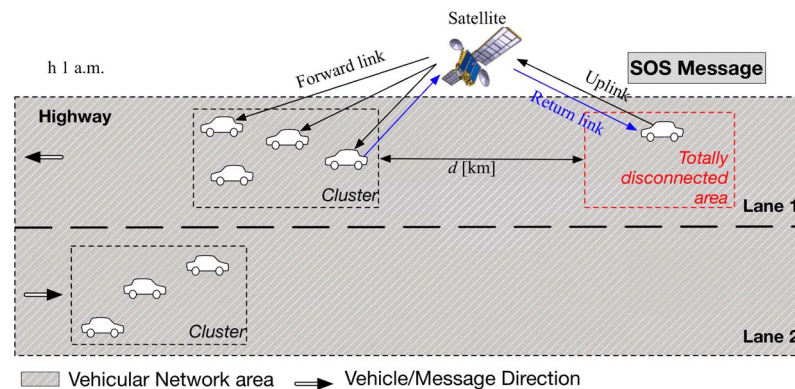 Satellite
h 1 a.m.
Forward link
Uplink
SOS Message
Return link
Highway
d [km]
Cluster
Totally
disconnected
area
Lane 1
Cluster
Lane 2
Vehicular Network area
Vehicle/Message Direction